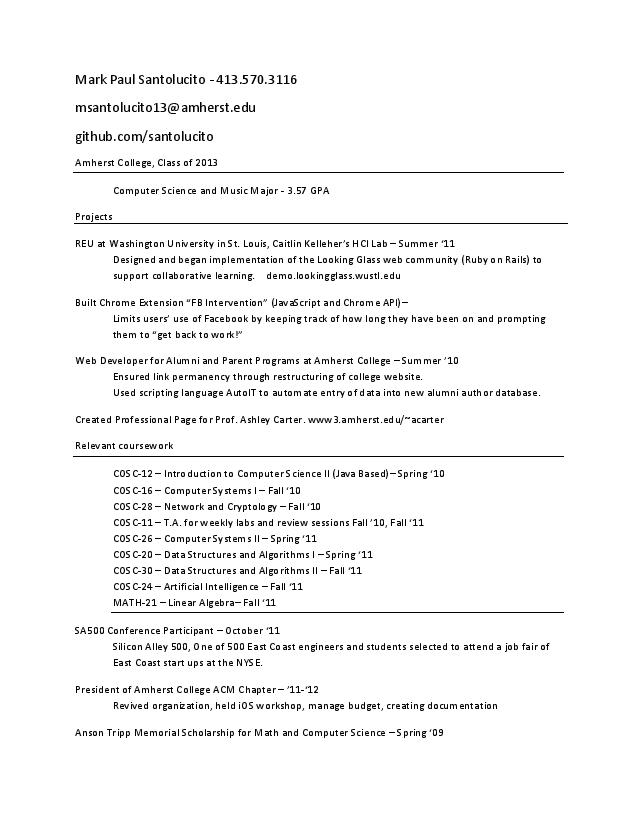 Mark Paul Santolucito - 413.570.3116
msantolucito13@amherst.edu
github.com/santolucito
Amherst College, Class of 2013
Computer Science and Music Major - 3.57 GPA
Projects
REU at Washington University in St. Louis, Caitlin Kelleher's HCI Lab – Summer '11
Designed and began implementation of the Looking Glass web community (Ruby on Rails) to
support collaborative learning. demo.lookingglass.wustl.edu
Built Chrome Extension "FB Intervention" (JavaScript and Chrome API) –
Limits users' use of Facebook by keeping track of how long they have been on and prompting
them to "get back to work!"
Web Developer for Alumni and Parent Programs at Amherst College – Summer '10
Ensured link permanency through restructuring of college website.
Used scripting language AutoIT to automate entry of data into new alumni author database.
Created Professional Page for Prof. Ashley Carter. www3.amherst.edu/~acarter
Relevant coursework
COSC-12 – Introduction to Computer Science II (Java Based) – Spring '10
COSC-16 – Computer Systems I – Fall '10
COSC-28 – Network and Cryptology – Fall '10
COSC-11 – T.A. for weekly labs and review sessions Fall '10, Fall '11
COSC-26 – Computer Systems II – Spring '11
COSC-20 – Data Structures and Algorithms I – Spring '11
COSC-30 – Data Structures and Algorithms II – Fall '11
COSC-24 – Artificial Intelligence – Fall '11
MATH-21 – Linear Algebra – Fall '11
SA500 Conference Participant – October '11
Silicon Alley 500, One of 500 East Coast engineers and students selected to attend a job fair of
East Coast start ups at the NYSE.
President of Amherst College ACM Chapter – '11-'12
Revived organization, held iOS workshop, manage budget, creating documentation
Anson Tripp Memorial Scholarship for Math and Computer Science – Spring '09